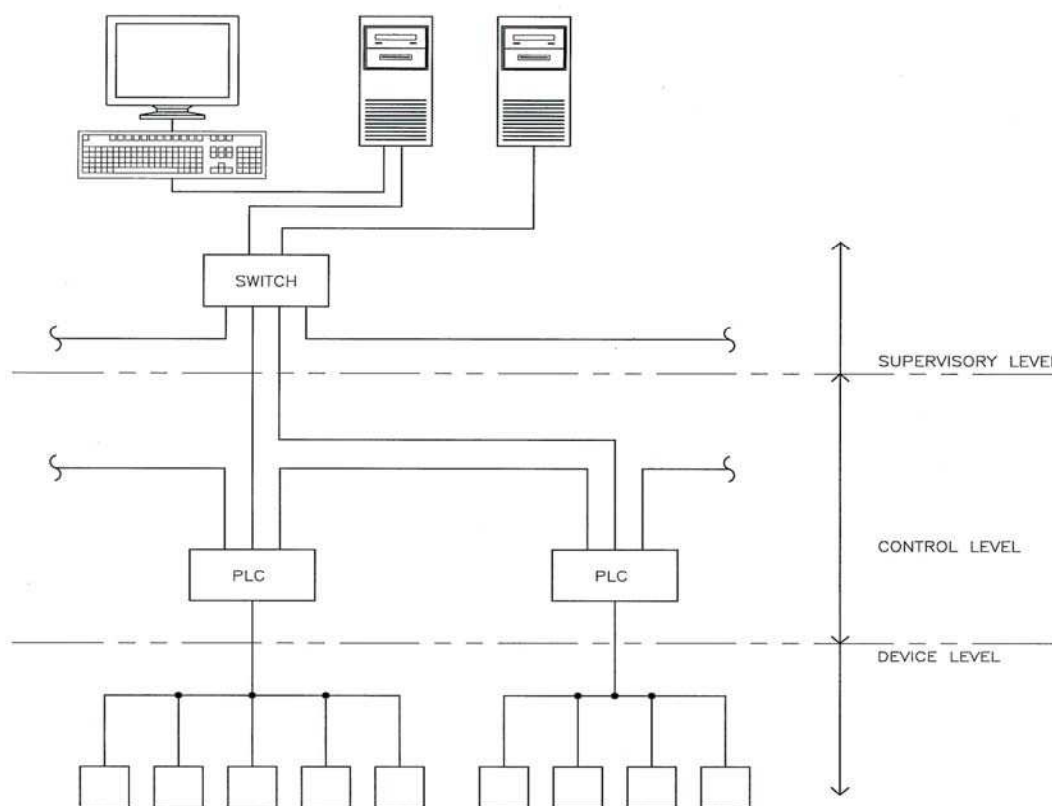 SWITCH
SUPERVISORY LEVEL
CONTROL LEVEL
PLC
PLC
DEVICE LEVEL